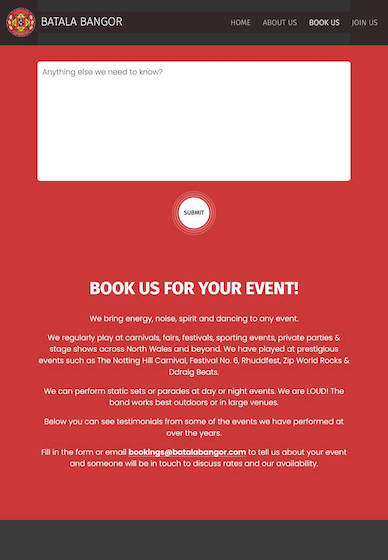 BATALA BANGOR
HOME ABOUT US BOOK US JOIN US
Anything else we need to know?
SUBMIT
BOOK US FOR YOUR EVENT!
We bring energy, noise, spirit and dancing to any event.
We regularly play at carnivals, fairs, festivals, sporting events, private parties &
stage shows across North Wales and beyond. We have played at prestigious
events such as The Notting Hill Carnival, Festival No. 6, Rhuddfest, Zip World Rocks &
Ddraig Beats.
We can perform static sets or parades at day or night events. We are LOUD! The
band works best outdoors or in large venues.
Below you can see testimonials from some of the events we have performed at
over the years.
Fill in the form or email bookings@batalabangor.com to tell us about your event
and someone will be in touch to discuss rates and our availability.